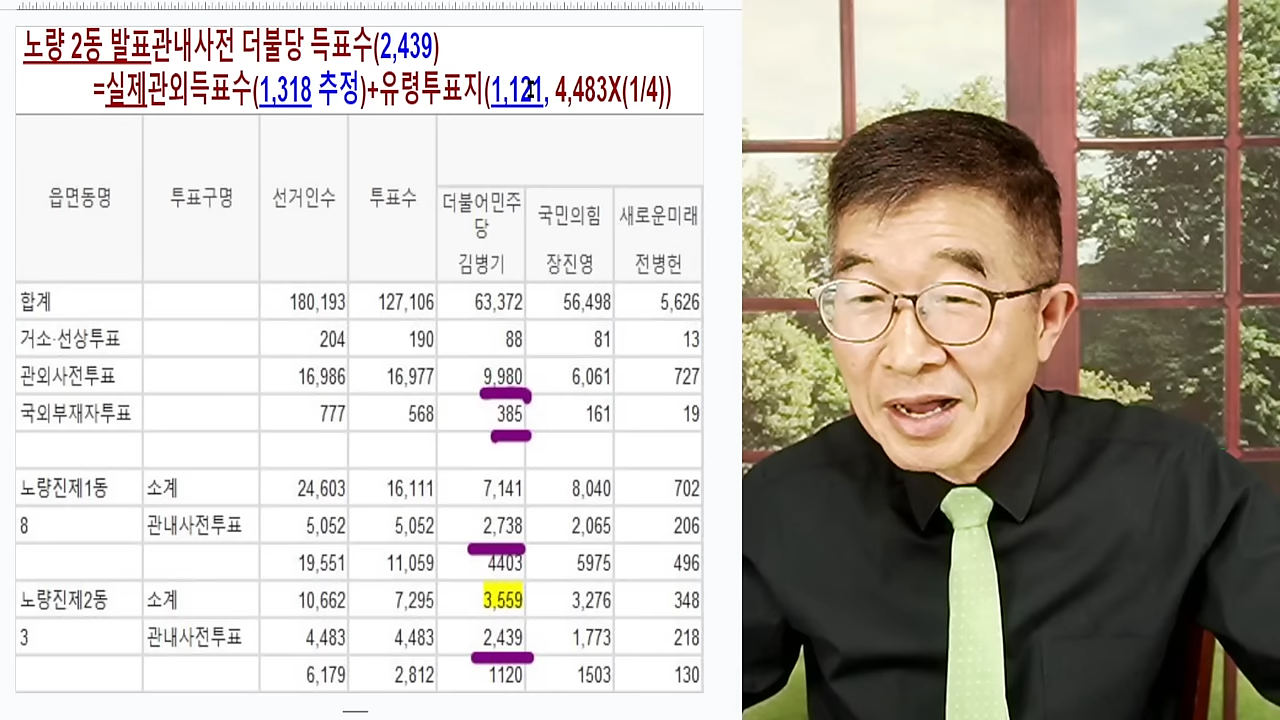 노량 2동 발표관내사전 더불당 득표수(2,439)
=실제관외득표수(1,318 추정)+유령투표지(1,121, 4,483X(1/4))
읍면동명 투표구명 선거인수 투표수 더불어민주당 김병기 국민의힘 장진영 새로운미래 전병헌
합계 180,193 127,106 63,372 56,498 5,626
거소·선상투표 204 190 88 81 13
관외사전투표 16,986 16,977 9,980 6,061 727
국외부재자투표 777 568 385 161 19
노량진제1동 소계 24,603 16,111 7,141 8,040 702
8 관내사전투표 5,052 5,052 2,738 2,065 206
19,551 11,059 4403 5975 496
노량진제2동 소계 10,662 7,295 3,559 3,276 348
3 관내사전투표 4,483 4,483 2,439 1,773 218
6,179 2,812 1120 1503 130